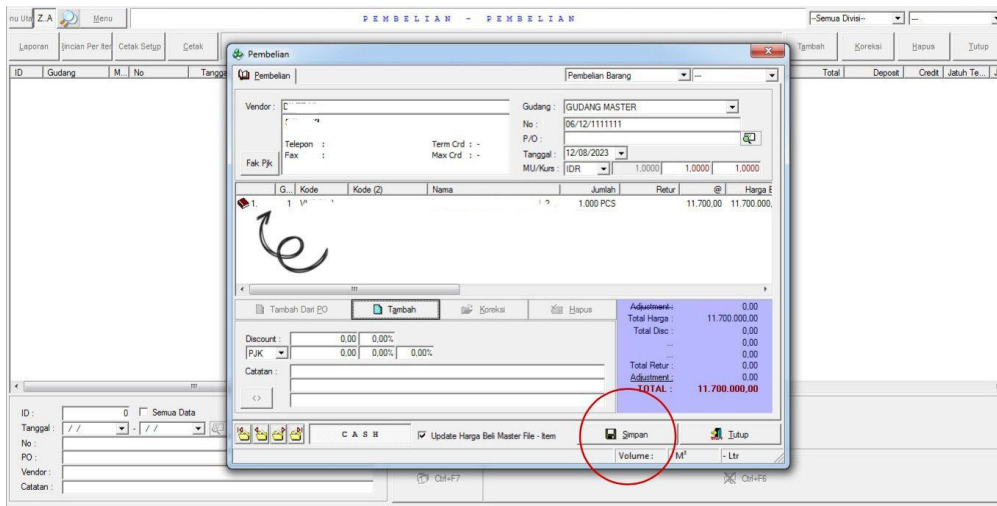 nu Uta Z..A Menu PEMBELIAN - PEMBELIAN --Semua Divisi-- ---
Laporan Rincian Per Iter Cetak Setup Cetak Tambah Koreksi Hapus Tutup
ID Gudang M... No Tangga Total Deposit Credit Jatuh Te... J
Pembelian
Pembelian Pembelian Barang ---
Vendor : Gudang : GUDANG MASTER
No : 06/12/1111111
P/O :
Telepon : Term Crd : -
Fax : Max Crd : -
Tanggal : 12/08/2023
Fak Pjk
MU/Kurs : IDR 1,0000 1,0000 1,0000
G... Kode Kode (2) Nama Jumlah Retur @ Harga B
1. 1 1.000 PCS 11.700,00 11.700.000,
Tambah Dari PO Tambah Koreksi Hapus
Adjustment : 0,00
Total Harga : 11.700.000,00
Total Disc : 0,00
... 0,00
... 0,00
Total Retur : 0,00
Adjustment : 0,00
TOTAL : 11.700.000,00
Discount : 0,00 0,00%
PJK 0,00 0,00% 0,00%
Catatan :
<>
CASH Update Harga Beli Master File - Item Simpan Tutup
Volume : M³ - Ltr
ID : 0 Semua Data
Tanggal : / / - / /
No :
PO :
Vendor :
Catatan :
Ctrl+F7 Ctrl+F6